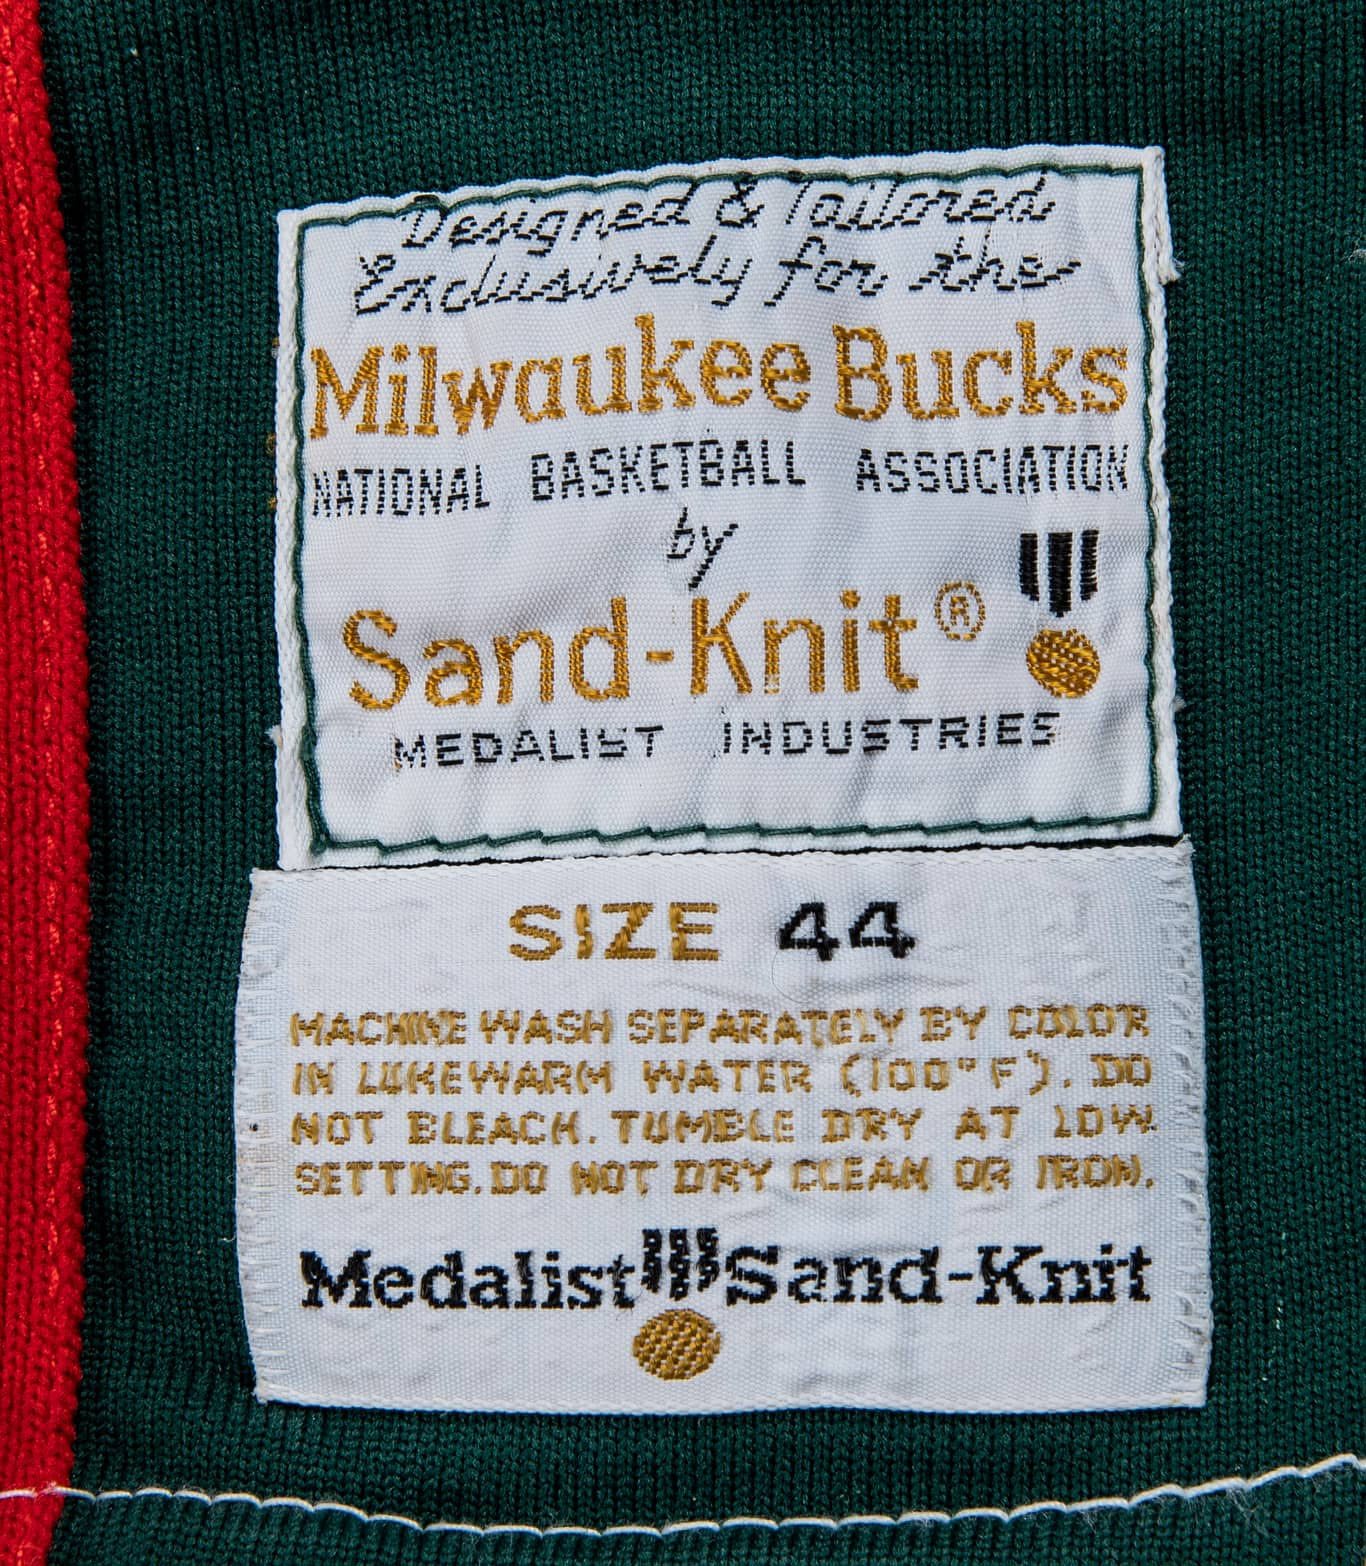 Designed & Tailored
Exclusively for the
Milwaukee Bucks
NATIONAL BASKETBALL ASSOCIATION
by
Sand-Knit®
MEDALIST INDUSTRIES
SIZE 44
MACHINE WASH SEPARATELY BY COLOR
IN LUKEWARM WATER (100°F). DO
NOT BLEACH. TUMBLE DRY AT LOW
SETTING. DO NOT DRY CLEAN OR IRON.
Medalist Sand-Knit